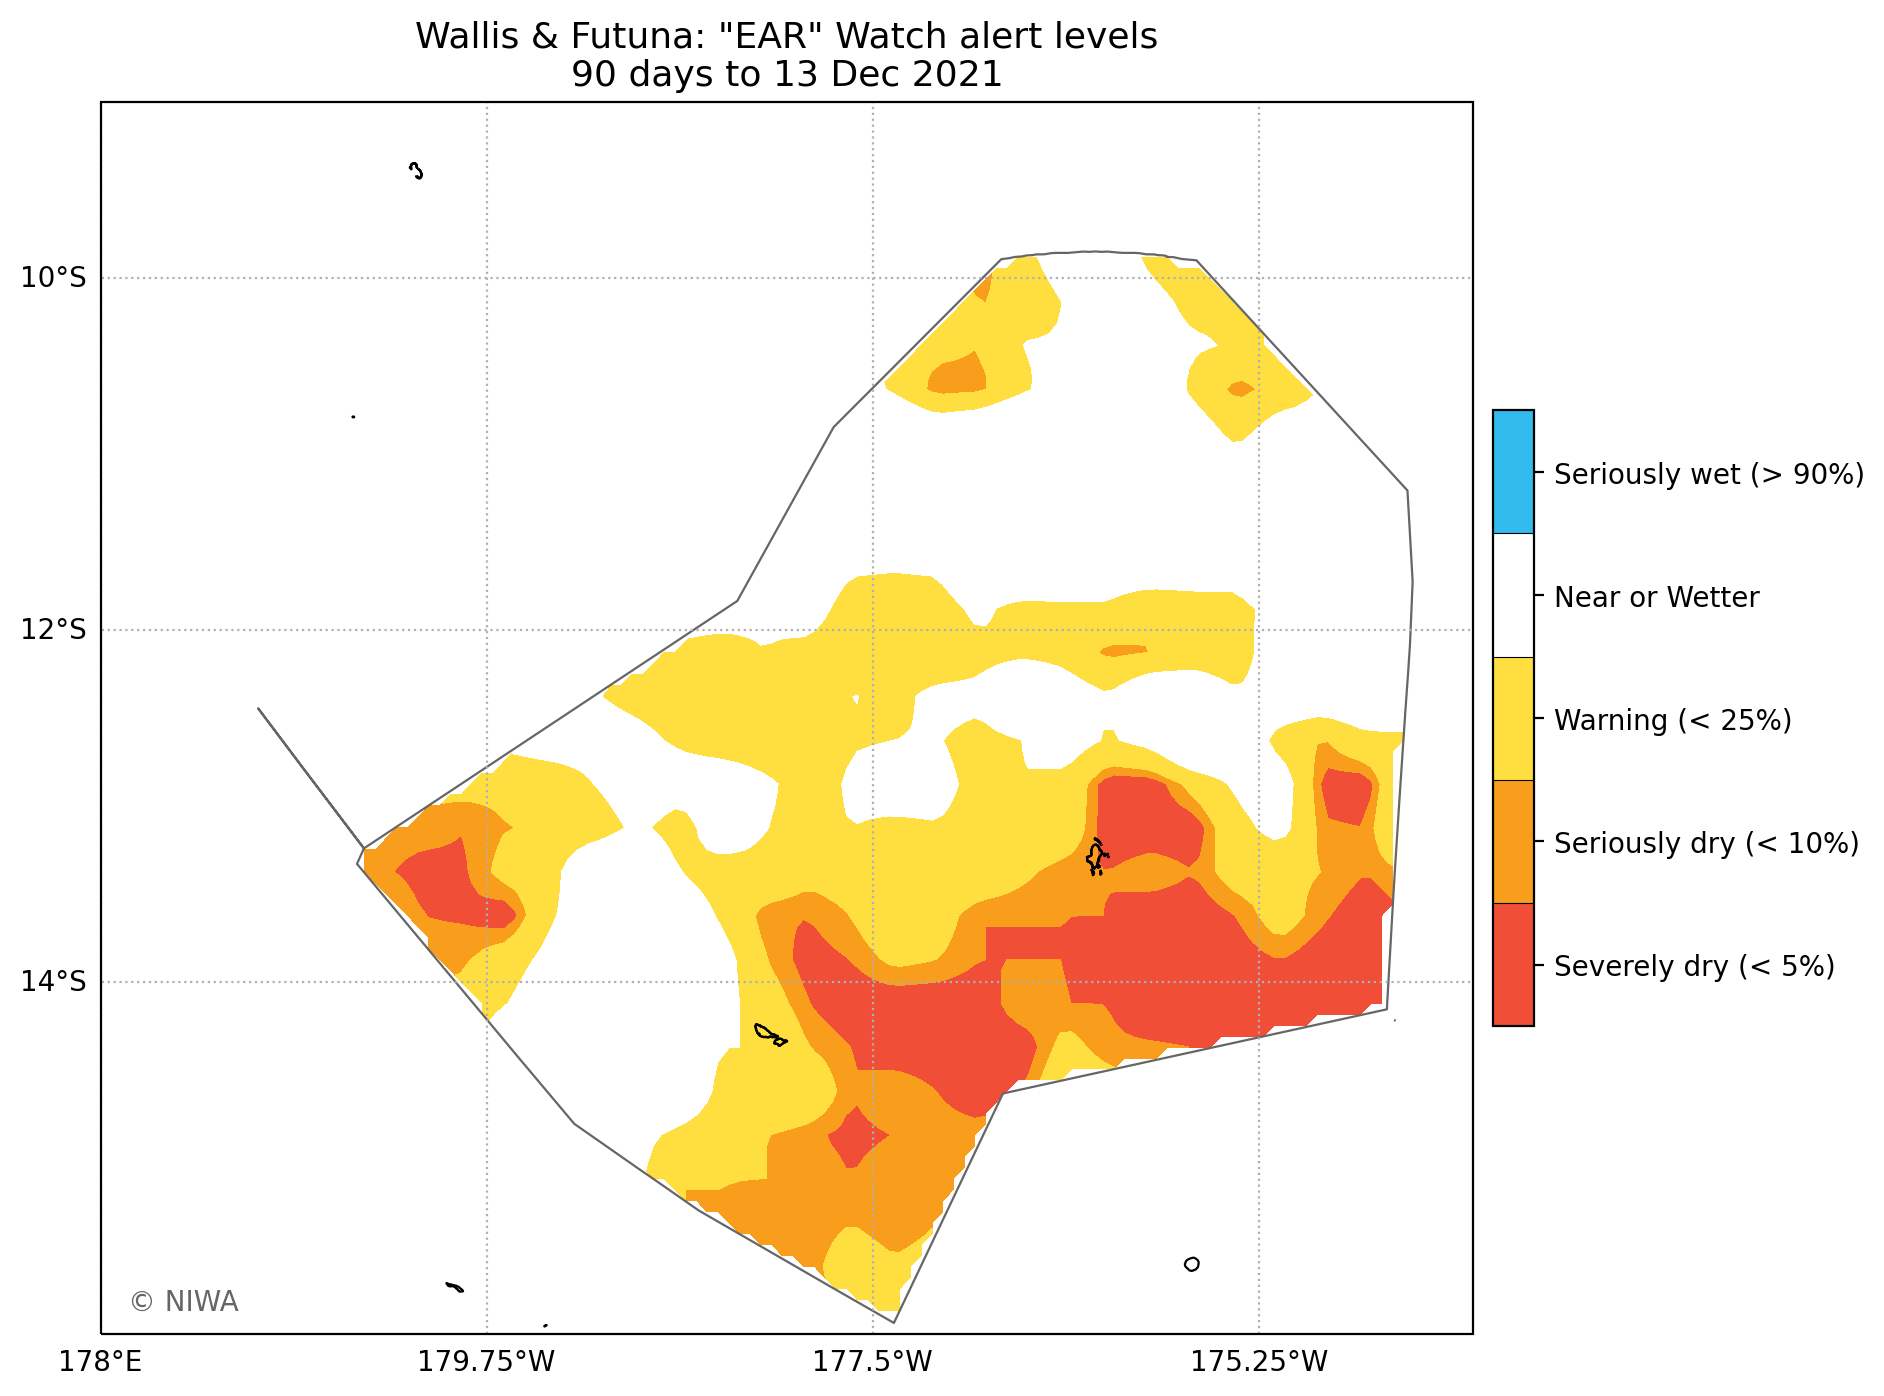 Wallis & Futuna: "EAR" Watch alert levels
90 days to 13 Dec 2021
10°S
12°S
14°S
178°E
179.75°W
177.5°W
175.25°W
Seriously wet (> 90%)
Near or Wetter
Warning (< 25%)
Seriously dry (< 10%)
Severely dry (< 5%)
© NIWA